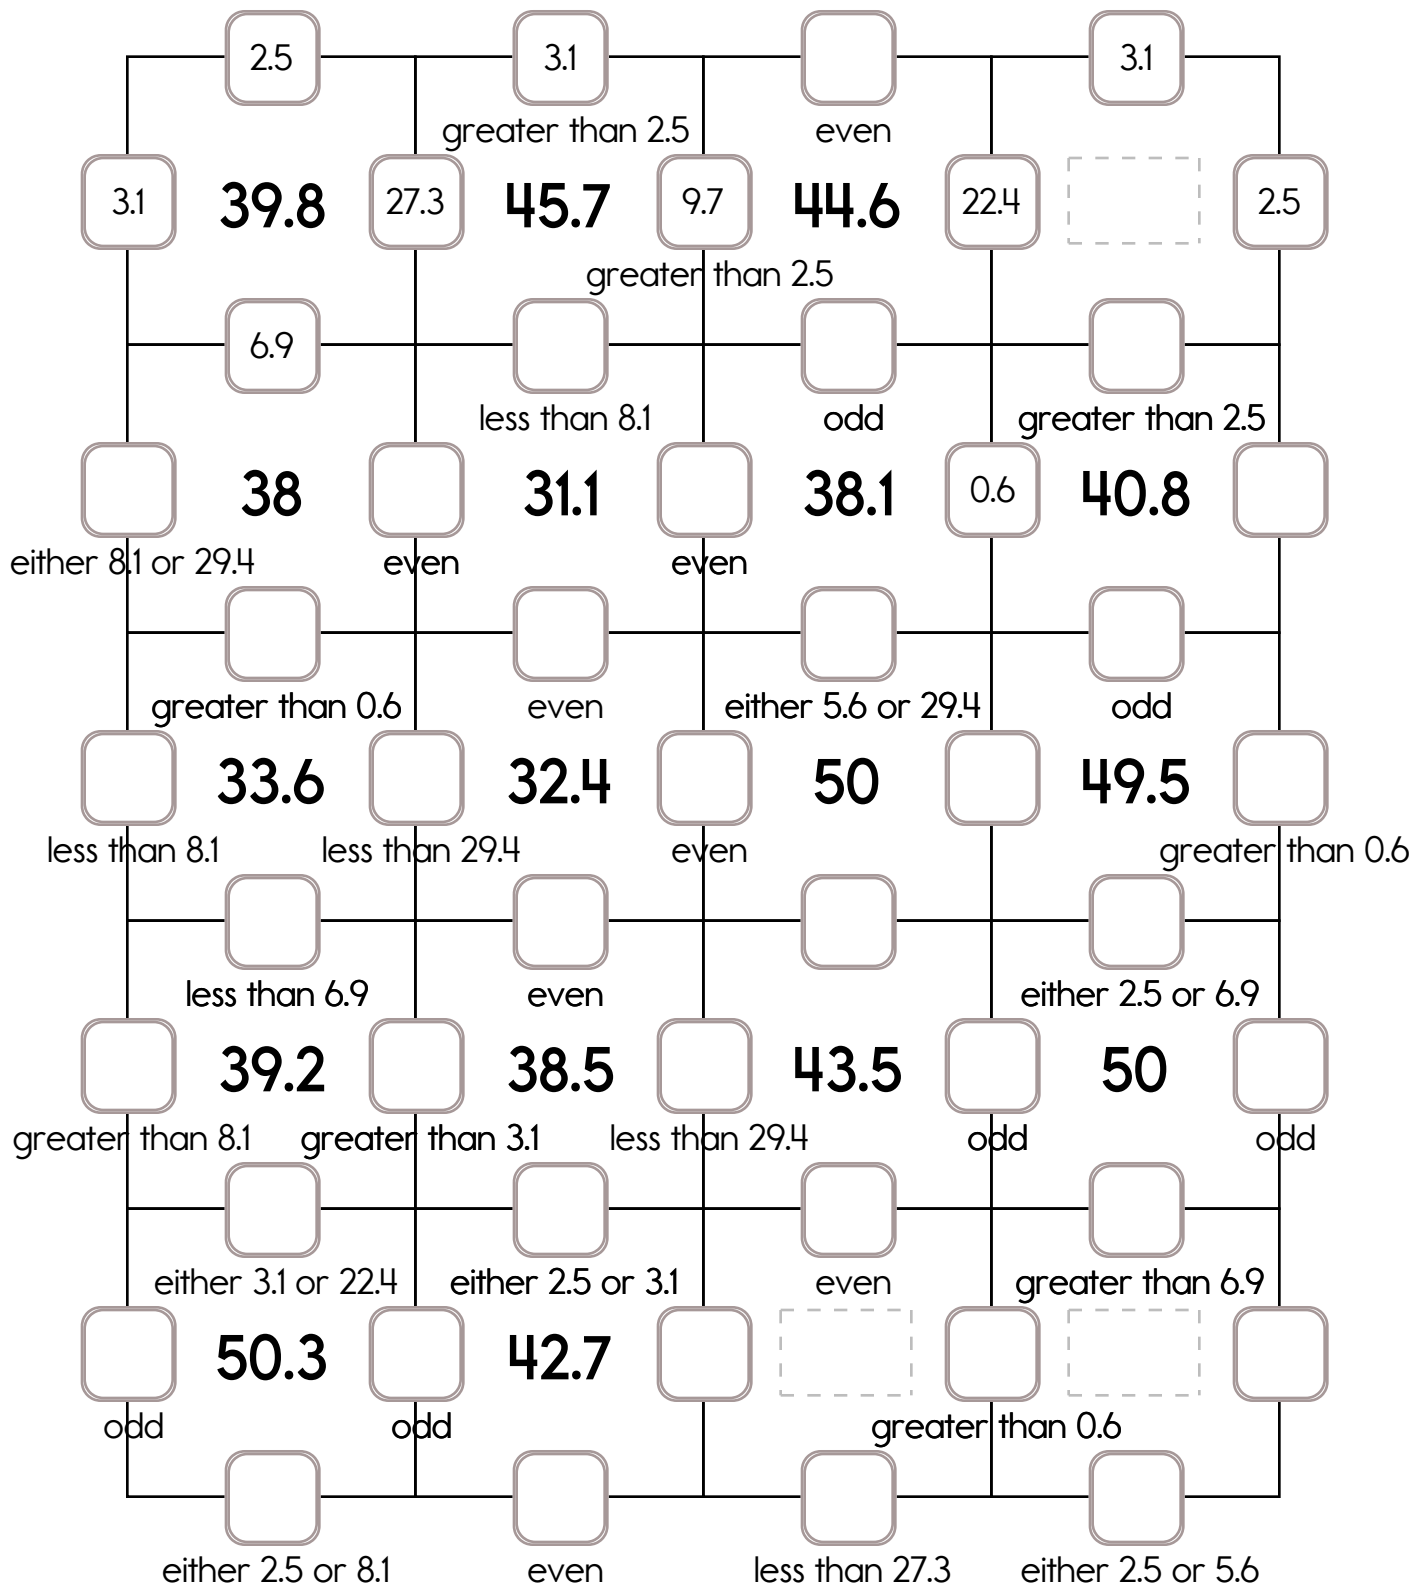 2.5 3.1 3.1
greater than 2.5 even
3.1 39.8 27.3 45.7 9.7 44.6 22.4 2.5
greater than 2.5
6.9
less than 8.1 odd greater than 2.5
38 31.1 38.1 0.6 40.8
either 8.1 or 29.4 even even
greater than 0.6 even either 5.6 or 29.4 odd
33.6 32.4 50 49.5
less than 8.1 less than 29.4 even greater than 0.6
less than 6.9 even either 2.5 or 6.9
39.2 38.5 43.5 50
greater than 8.1 greater than 3.1 less than 29.4 odd odd
either 3.1 or 22.4 either 2.5 or 3.1 even greater than 6.9
50.3 42.7
odd odd greater than 0.6
either 2.5 or 8.1 even less than 27.3 either 2.5 or 5.6